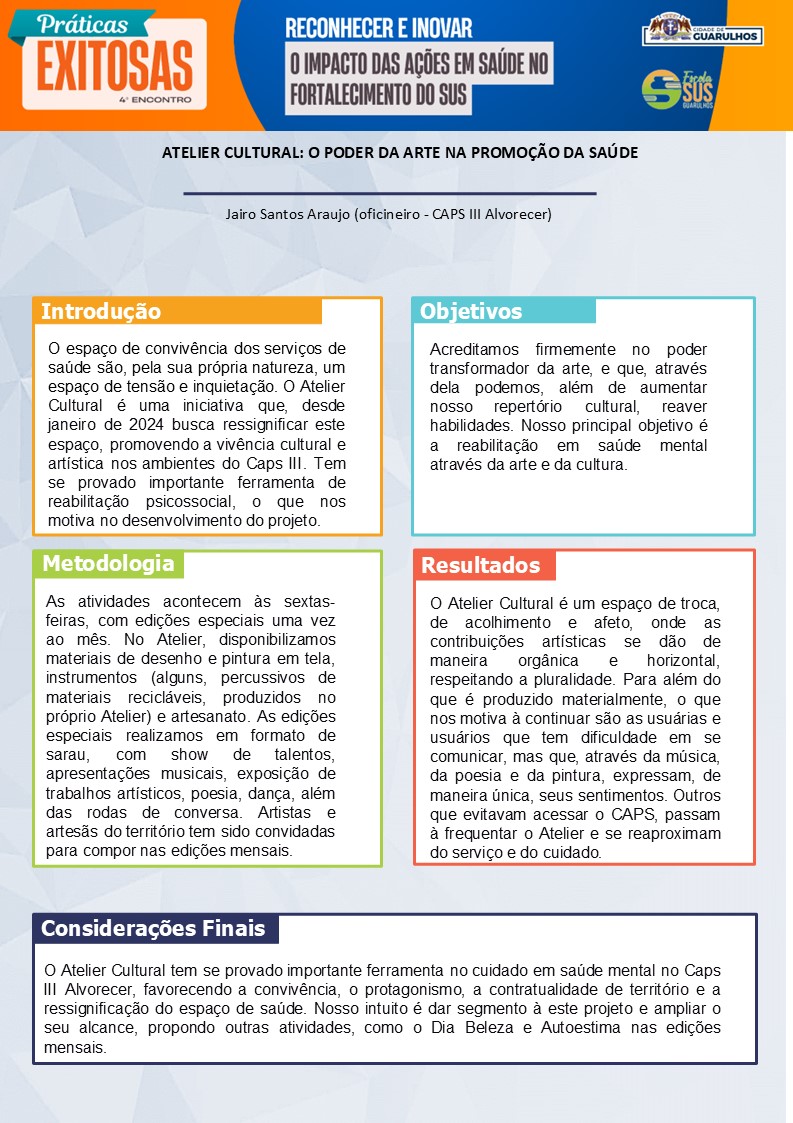 Práticas
EXITOSAS
4º ENCONTRO
RECONHECER E INOVAR
O IMPACTO DAS AÇÕES EM SAÚDE NO
FORTALECIMENTO DO SUS
CIDADE DE
GUARULHOS
Escola
SUS
GUARULHOS
ATELIER CULTURAL: O PODER DA ARTE NA PROMOÇÃO DA SAÚDE
Jairo Santos Araujo (oficineiro - CAPS III Alvorecer)
Introdução
O espaço de convivência dos serviços de
saúde são, pela sua própria natureza, um
espaço de tensão e inquietação. O Atelier
Cultural é uma iniciativa que, desde
janeiro de 2024 busca ressignificar este
espaço, promovendo a vivência cultural e
artística nos ambientes do Caps III. Tem
se provado importante ferramenta de
reabilitação psicossocial, o que nos
motiva no desenvolvimento do projeto.
Objetivos
Acreditamos firmemente no poder
transformador da arte, e que, através
dela podemos, além de aumentar
nosso repertório cultural, reaver
habilidades. Nosso principal objetivo é
a reabilitação em saúde mental
através da arte e da cultura.
Metodologia
As atividades acontecem às sextas-
feiras, com edições especiais uma vez
ao mês. No Atelier, disponibilizamos
materiais de desenho e pintura em tela,
instrumentos (alguns, percussivos de
materiais recicláveis, produzidos no
próprio Atelier) e artesanato. As edições
especiais realizamos em formato de
sarau, com show de talentos,
apresentações musicais, exposição de
trabalhos artísticos, poesia, dança, além
das rodas de conversa. Artistas e
artesãs do território tem sido convidadas
para compor nas edições mensais.
Resultados
O Atelier Cultural é um espaço de troca,
de acolhimento e afeto, onde as
contribuições artísticas se dão de
maneira orgânica e horizontal,
respeitando a pluralidade. Para além do
que é produzido materialmente, o que
nos motiva à continuar são as usuárias e
usuários que tem dificuldade em se
comunicar, mas que, através da música,
da poesia e da pintura, expressam, de
maneira única, seus sentimentos. Outros
que evitavam acessar o CAPS, passam
à frequentar o Atelier e se reaproximam
do serviço e do cuidado.
Considerações Finais
O Atelier Cultural tem se provado importante ferramenta no cuidado em saúde mental no Caps
III Alvorecer, favorecendo a convivência, o protagonismo, a contratualidade de território e a
ressignificação do espaço de saúde. Nosso intuito é dar segmento à este projeto e ampliar o
seu alcance, propondo outras atividades, como o Dia Beleza e Autoestima nas edições
mensais.